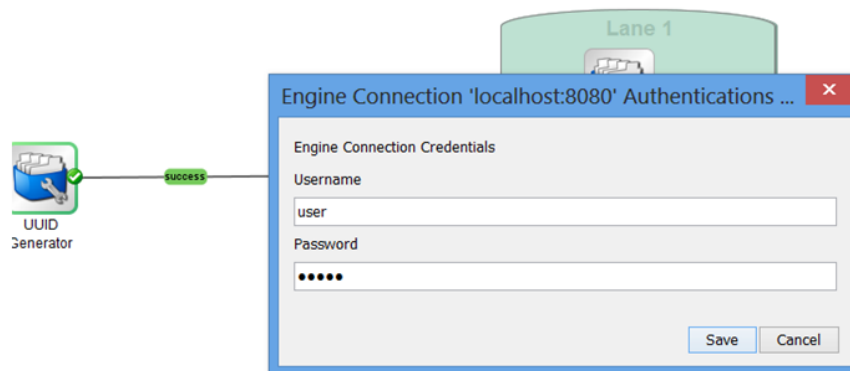 Lane 1
Engine Connection 'localhost:8080' Authentications ...
Engine Connection Credentials
Username
user
Password
•••••
Save Cancel
success
UUID
Generator